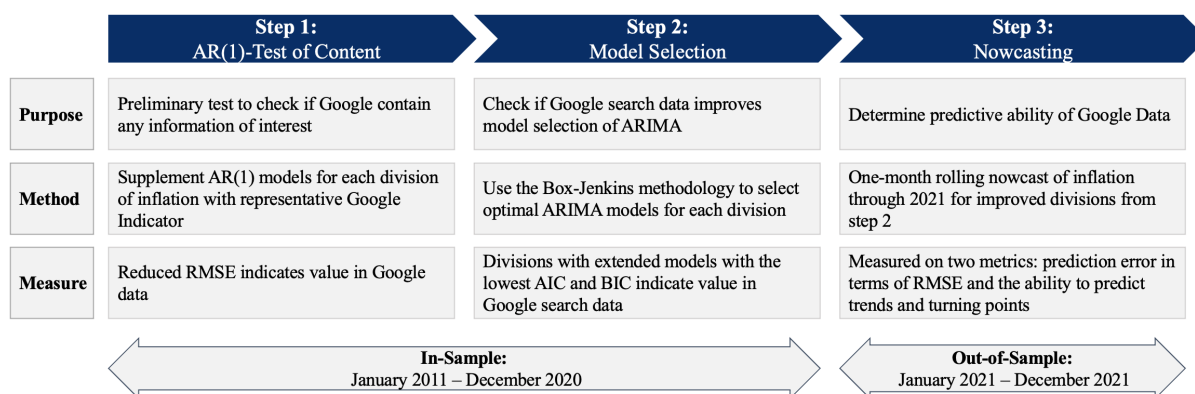 Step 1:
AR(1)-Test of Content
Step 2:
Model Selection
Step 3:
Nowcasting
Purpose
Preliminary test to check if Google contain
any information of interest
Check if Google search data improves
model selection of ARIMA
Determine predictive ability of Google Data
Method
Supplement AR(1) models for each division
of inflation with representative Google
Indicator
Use the Box-Jenkins methodology to select
optimal ARIMA models for each division
One-month rolling nowcast of inflation
through 2021 for improved divisions from
step 2
Measure
Reduced RMSE indicates value in Google
data
Divisions with extended models with the
lowest AIC and BIC indicate value in
Google search data
Measured on two metrics: prediction error in
terms of RMSE and the ability to predict
trends and turning points
In-Sample:
January 2011 – December 2020
Out-of-Sample:
January 2021 – December 2021